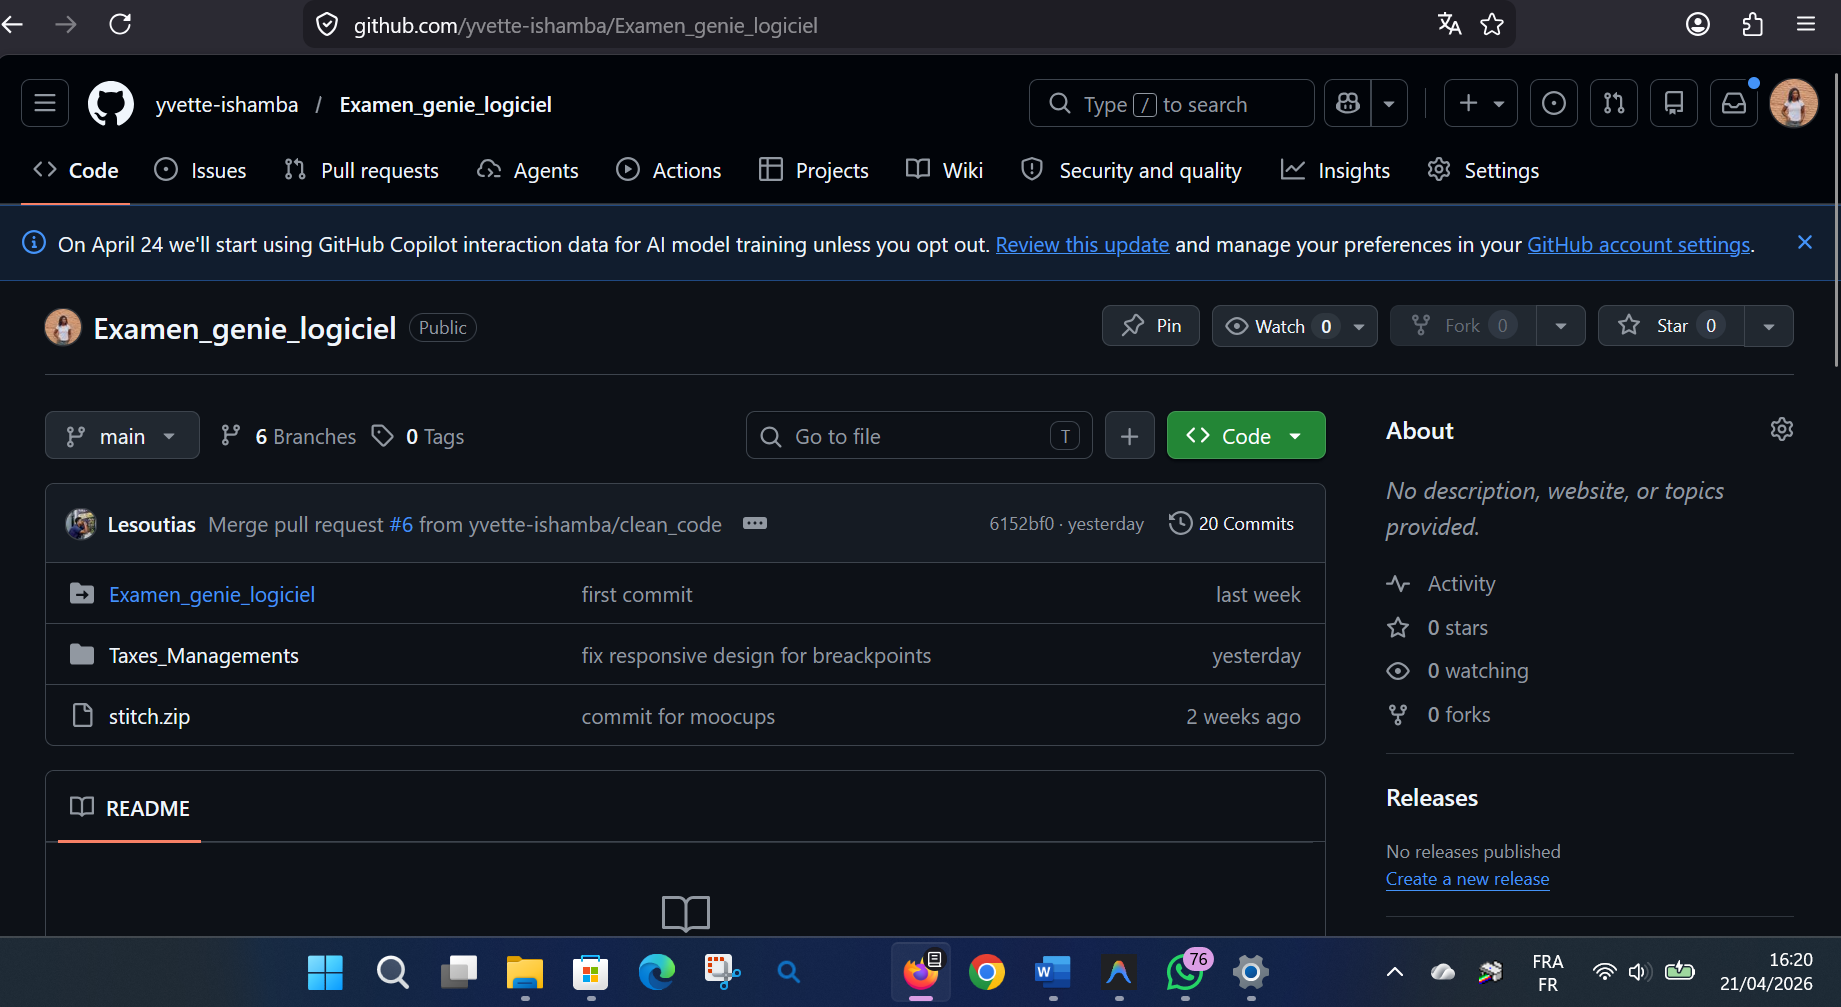 github.com/yvette-ishamba/Examen_genie_logiciel
yvette-ishamba / Examen_genie_logiciel
Type / to search
Code Issues Pull requests Agents Actions Projects Wiki Security and quality Insights Settings
On April 24 we'll start using GitHub Copilot interaction data for AI model training unless you opt out. Review this update and manage your preferences in your GitHub account settings.
Examen_genie_logiciel Public
Pin Watch 0 Fork 0 Star 0
main 6 Branches 0 Tags
Go to file T
Code
Lesoutias Merge pull request #6 from yvette-ishamba/clean_code
6152bf0 · yesterday 20 Commits
Examen_genie_logiciel first commit last week
Taxes_Managements fix responsive design for breackpoints yesterday
stitch.zip commit for moocups 2 weeks ago
README
About
No description, website, or topics
provided.
Activity
0 stars
0 watching
0 forks
Releases
No releases published
Create a new release
76
FRA
FR
16:20
21/04/2026